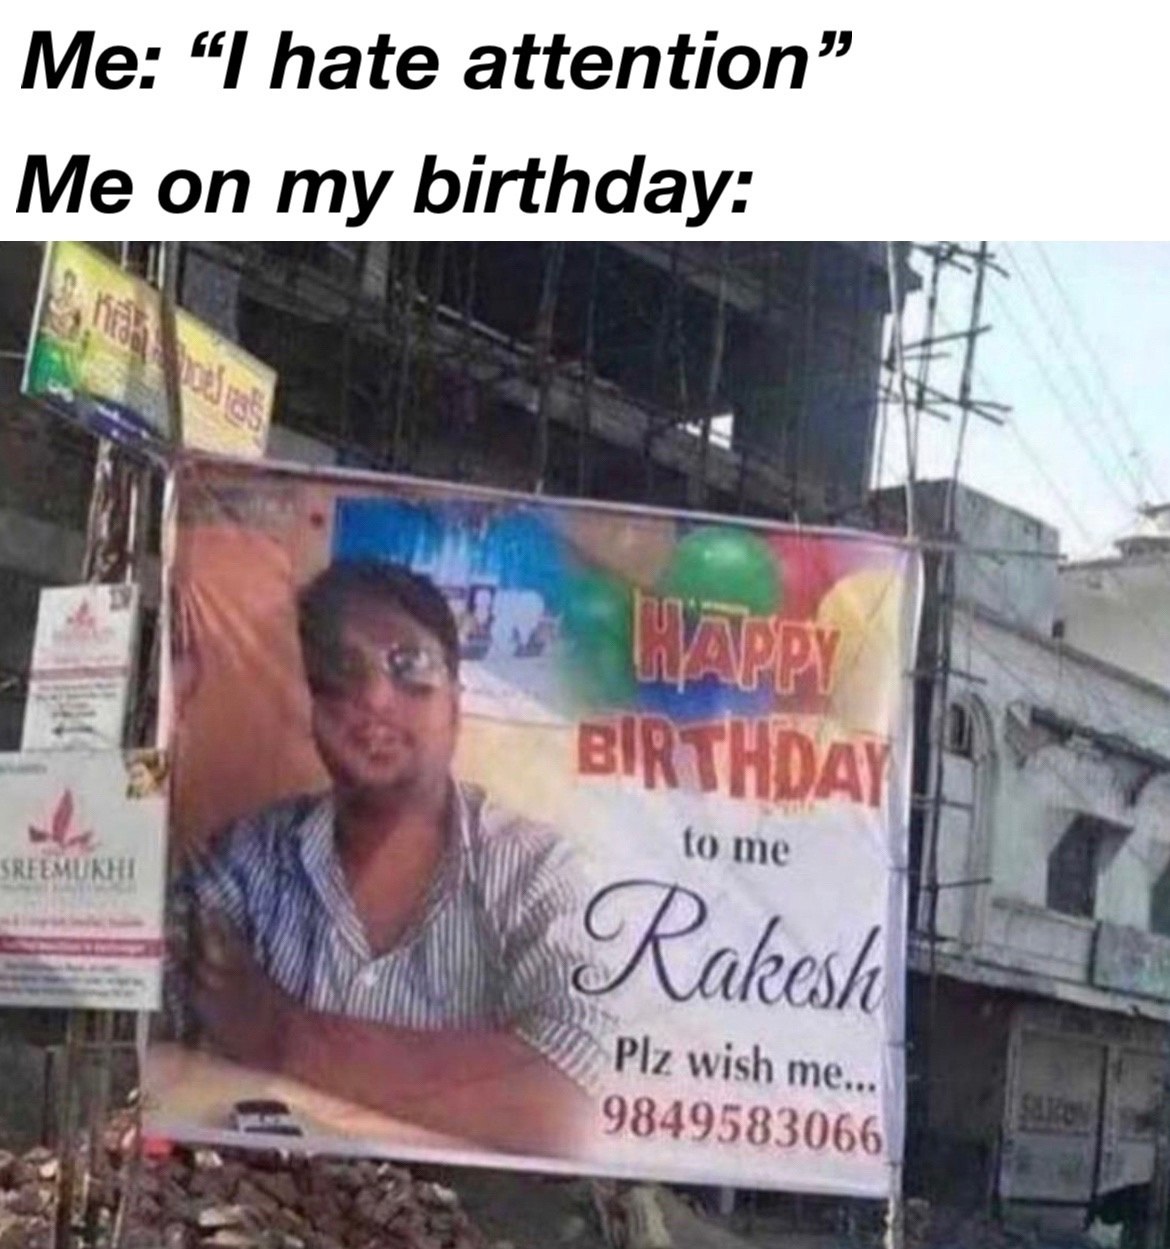 Me: “I hate attention”
Me on my birthday:
SREEMUKHI
HAPPY
BIRTHDAY
to me
Rakesh
Plz wish me...
9849583066